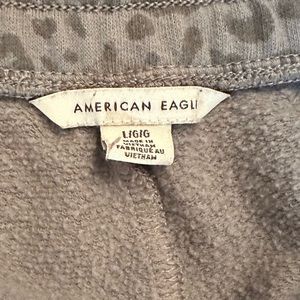 AMERICAN EAGL
L/G/G
MADE IN
VIETNAM
FABRIQUÉ AU
VIETNAM